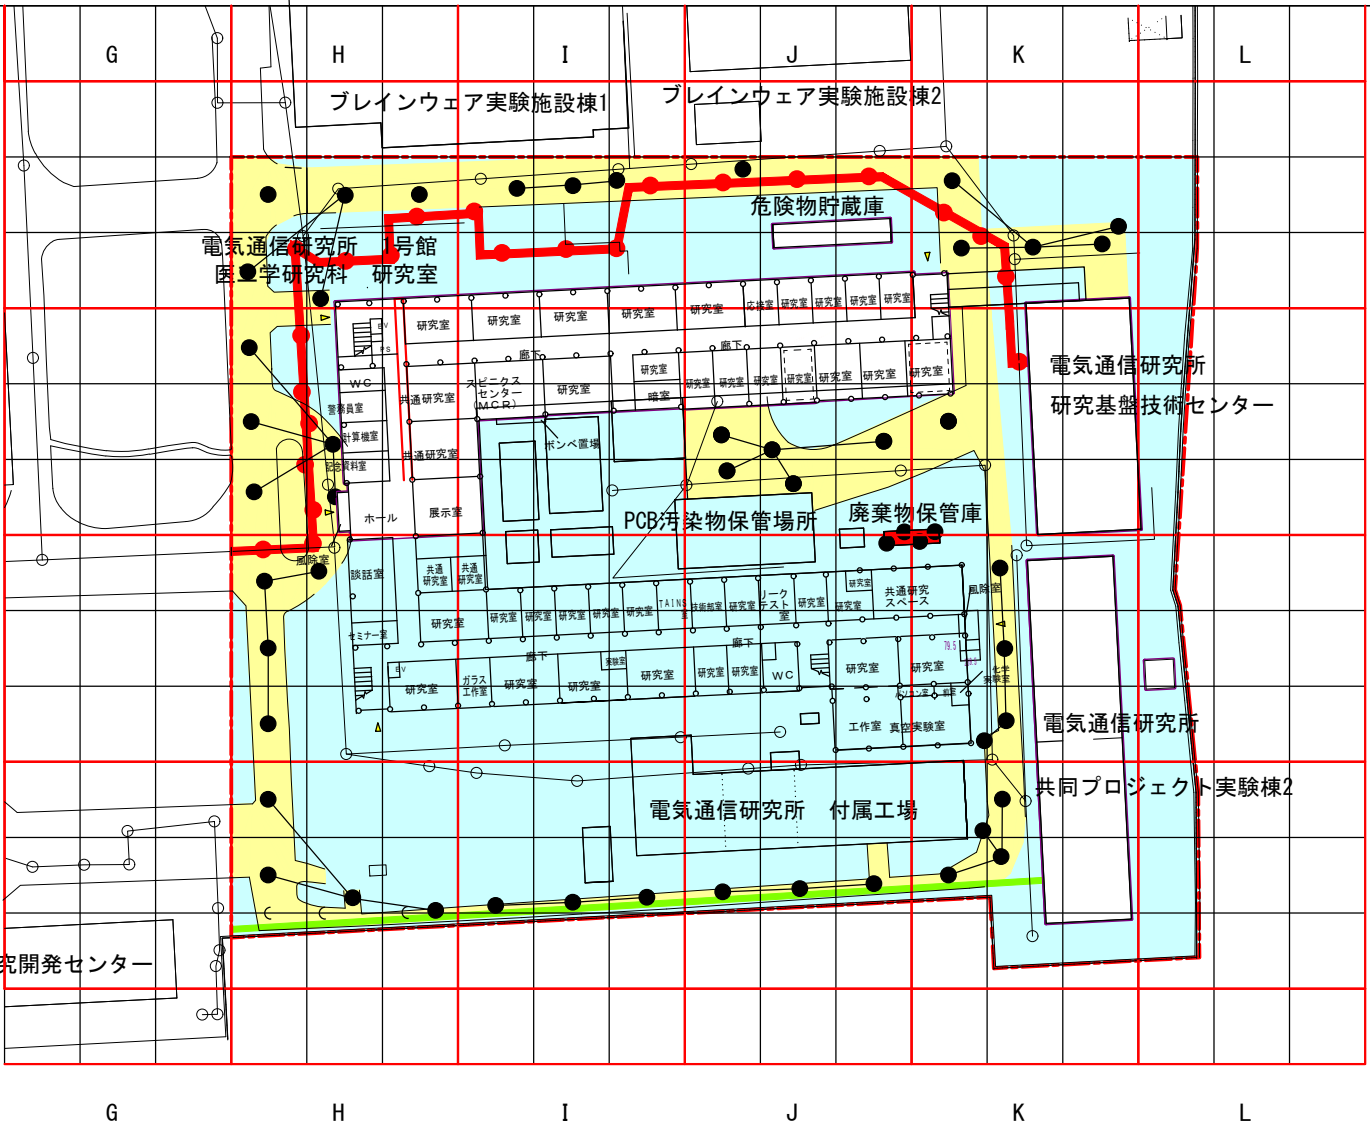 G H I J K L
ブレインウェア実験施設棟1
ブレインウェア実験施設棟2
危険物貯蔵庫
電気通信研究所 1号館
医工学研究科 研究室
応接室 研究室 研究室 研究室 研究室
研究室 研究室 研究室 研究室 研究室
EV
PS
廊下
廊下
WC
共通研究室
スピニクス
センター
(MCR)
研究室
研究室
暗室
研究室 研究室 研究室 研究室 研究室 研究室 研究室
電気通信研究所
研究基盤技術センター
警務員室
計算機室
記念資料室
共通研究室
ボンベ置場
ホール
展示室
PCB汚染物保管場所
廃棄物保管庫
風除室
談話室
共通
研究室
共通
研究室
研究室
共通研究
スペース
風除室
セミナー室
研究室
研究室 研究室 研究室 研究室 研究室 TAINS
室
技術部室 研究室
リーク
テスト
室
研究室 研究室
廊下
廊下
79.5
EV
研究室
ガラス
工作室
研究室
研究室
実験室
研究室
研究室 研究室
WC
研究室
研究室
化学
実験室
パソコン室
工作室
真空実験室
電気通信研究所
共同プロジェクト実験棟2
電気通信研究所 付属工場
究開発センター
G H I J K L